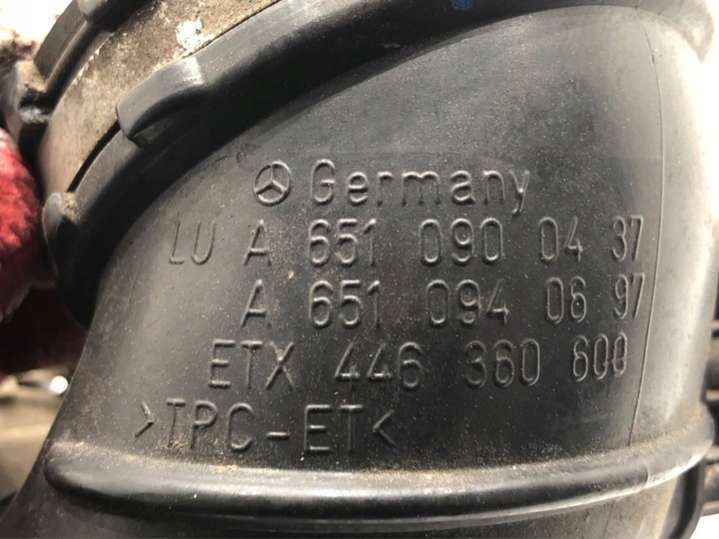 Germany
LU A 651 090 04 37
A 651 094 06 97
ETX 446 360 600
>TPC-ET<